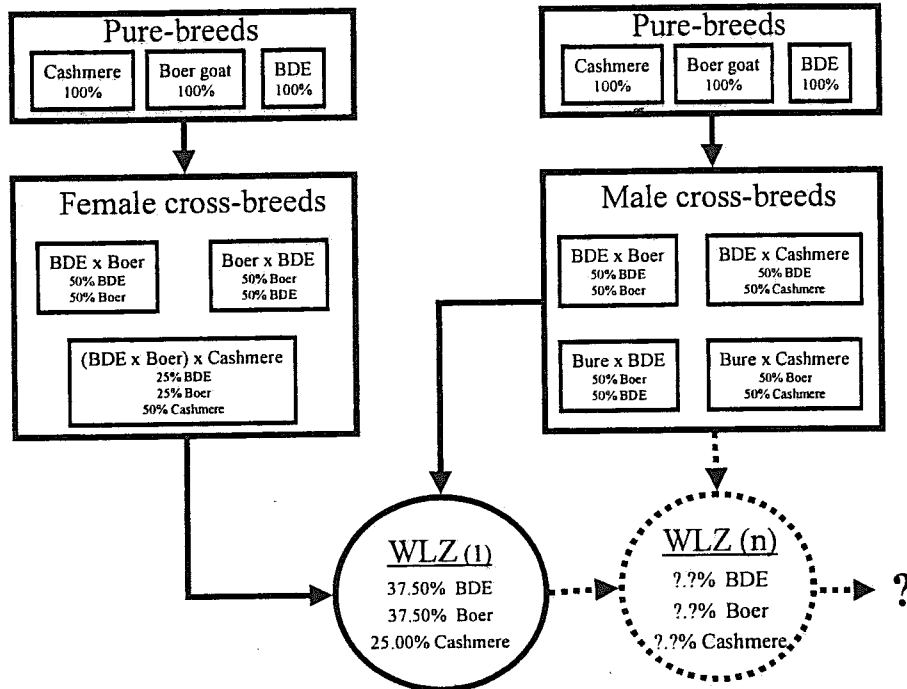 Pure-breeds
Cashmere
100%
Boer goat
100%
BDE
100%
Pure-breeds
Cashmere
100%
Boer goat
100%
BDE
100%
Female cross-breeds
BDE x Boer
50% BDE
50% Boer
Boer x BDE
50% Boer
50% BDE
(BDE x Boer) x Cashmere
25% BDE
25% Boer
50% Cashmere
Male cross-breeds
BDE x Boer
50% BDE
50% Boer
BDE x Cashmere
50% BDE
50% Cashmere
Bure x BDE
50% Boer
50% BDE
Bure x Cashmere
50% Boer
50% Cashmere
WLZ (1)
37.50% BDE
37.50% Boer
25.00% Cashmere
WLZ (n)
?.?% BDE
?.?% Boer
?.?% Cashmere
?